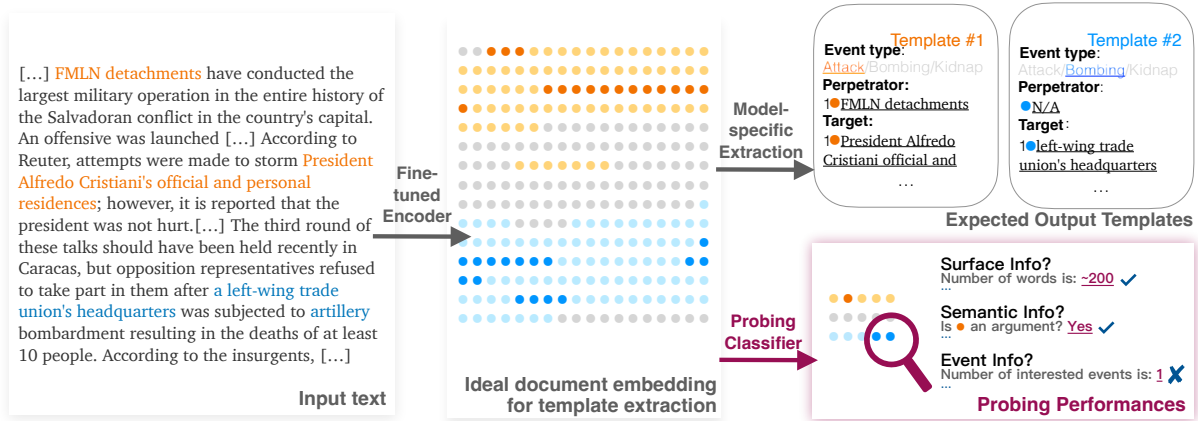 […] FMLN detachments have conducted the
largest military operation in the entire history of
the Salvadoran conflict in the country's capital.
An offensive was launched […] According to
Reuter, attempts were made to storm President
Alfredo Cristiani's official and personal
residences; however, it is reported that the
president was not hurt.[…] The third round of
these talks should have been held recently in
Caracas, but opposition representatives refused
to take part in them after a left-wing trade
union's headquarters was subjected to artillery
bombardment resulting in the deaths of at least
10 people. According to the insurgents, […]
Input text
Fine-
tuned
Encoder
Ideal document embedding
for template extraction
Model-
specific
Extraction
Template #1
Event type:
Attack/Bombing/Kidnap
Perpetrator:
1 FMLN detachments
Target:
1 President Alfredo
Cristiani official and
…
Template #2
Event type:
Attack/Bombing/Kidnap
Perpetrator:
N/A
Target:
1 left-wing trade
union's headquarters
…
Expected Output Templates
Probing
Classifier
Surface Info?
Number of words is: ~200
…
Semantic Info?
Is an argument? Yes
…
Event Info?
Number of interested events is: 1
…
Probing Performances